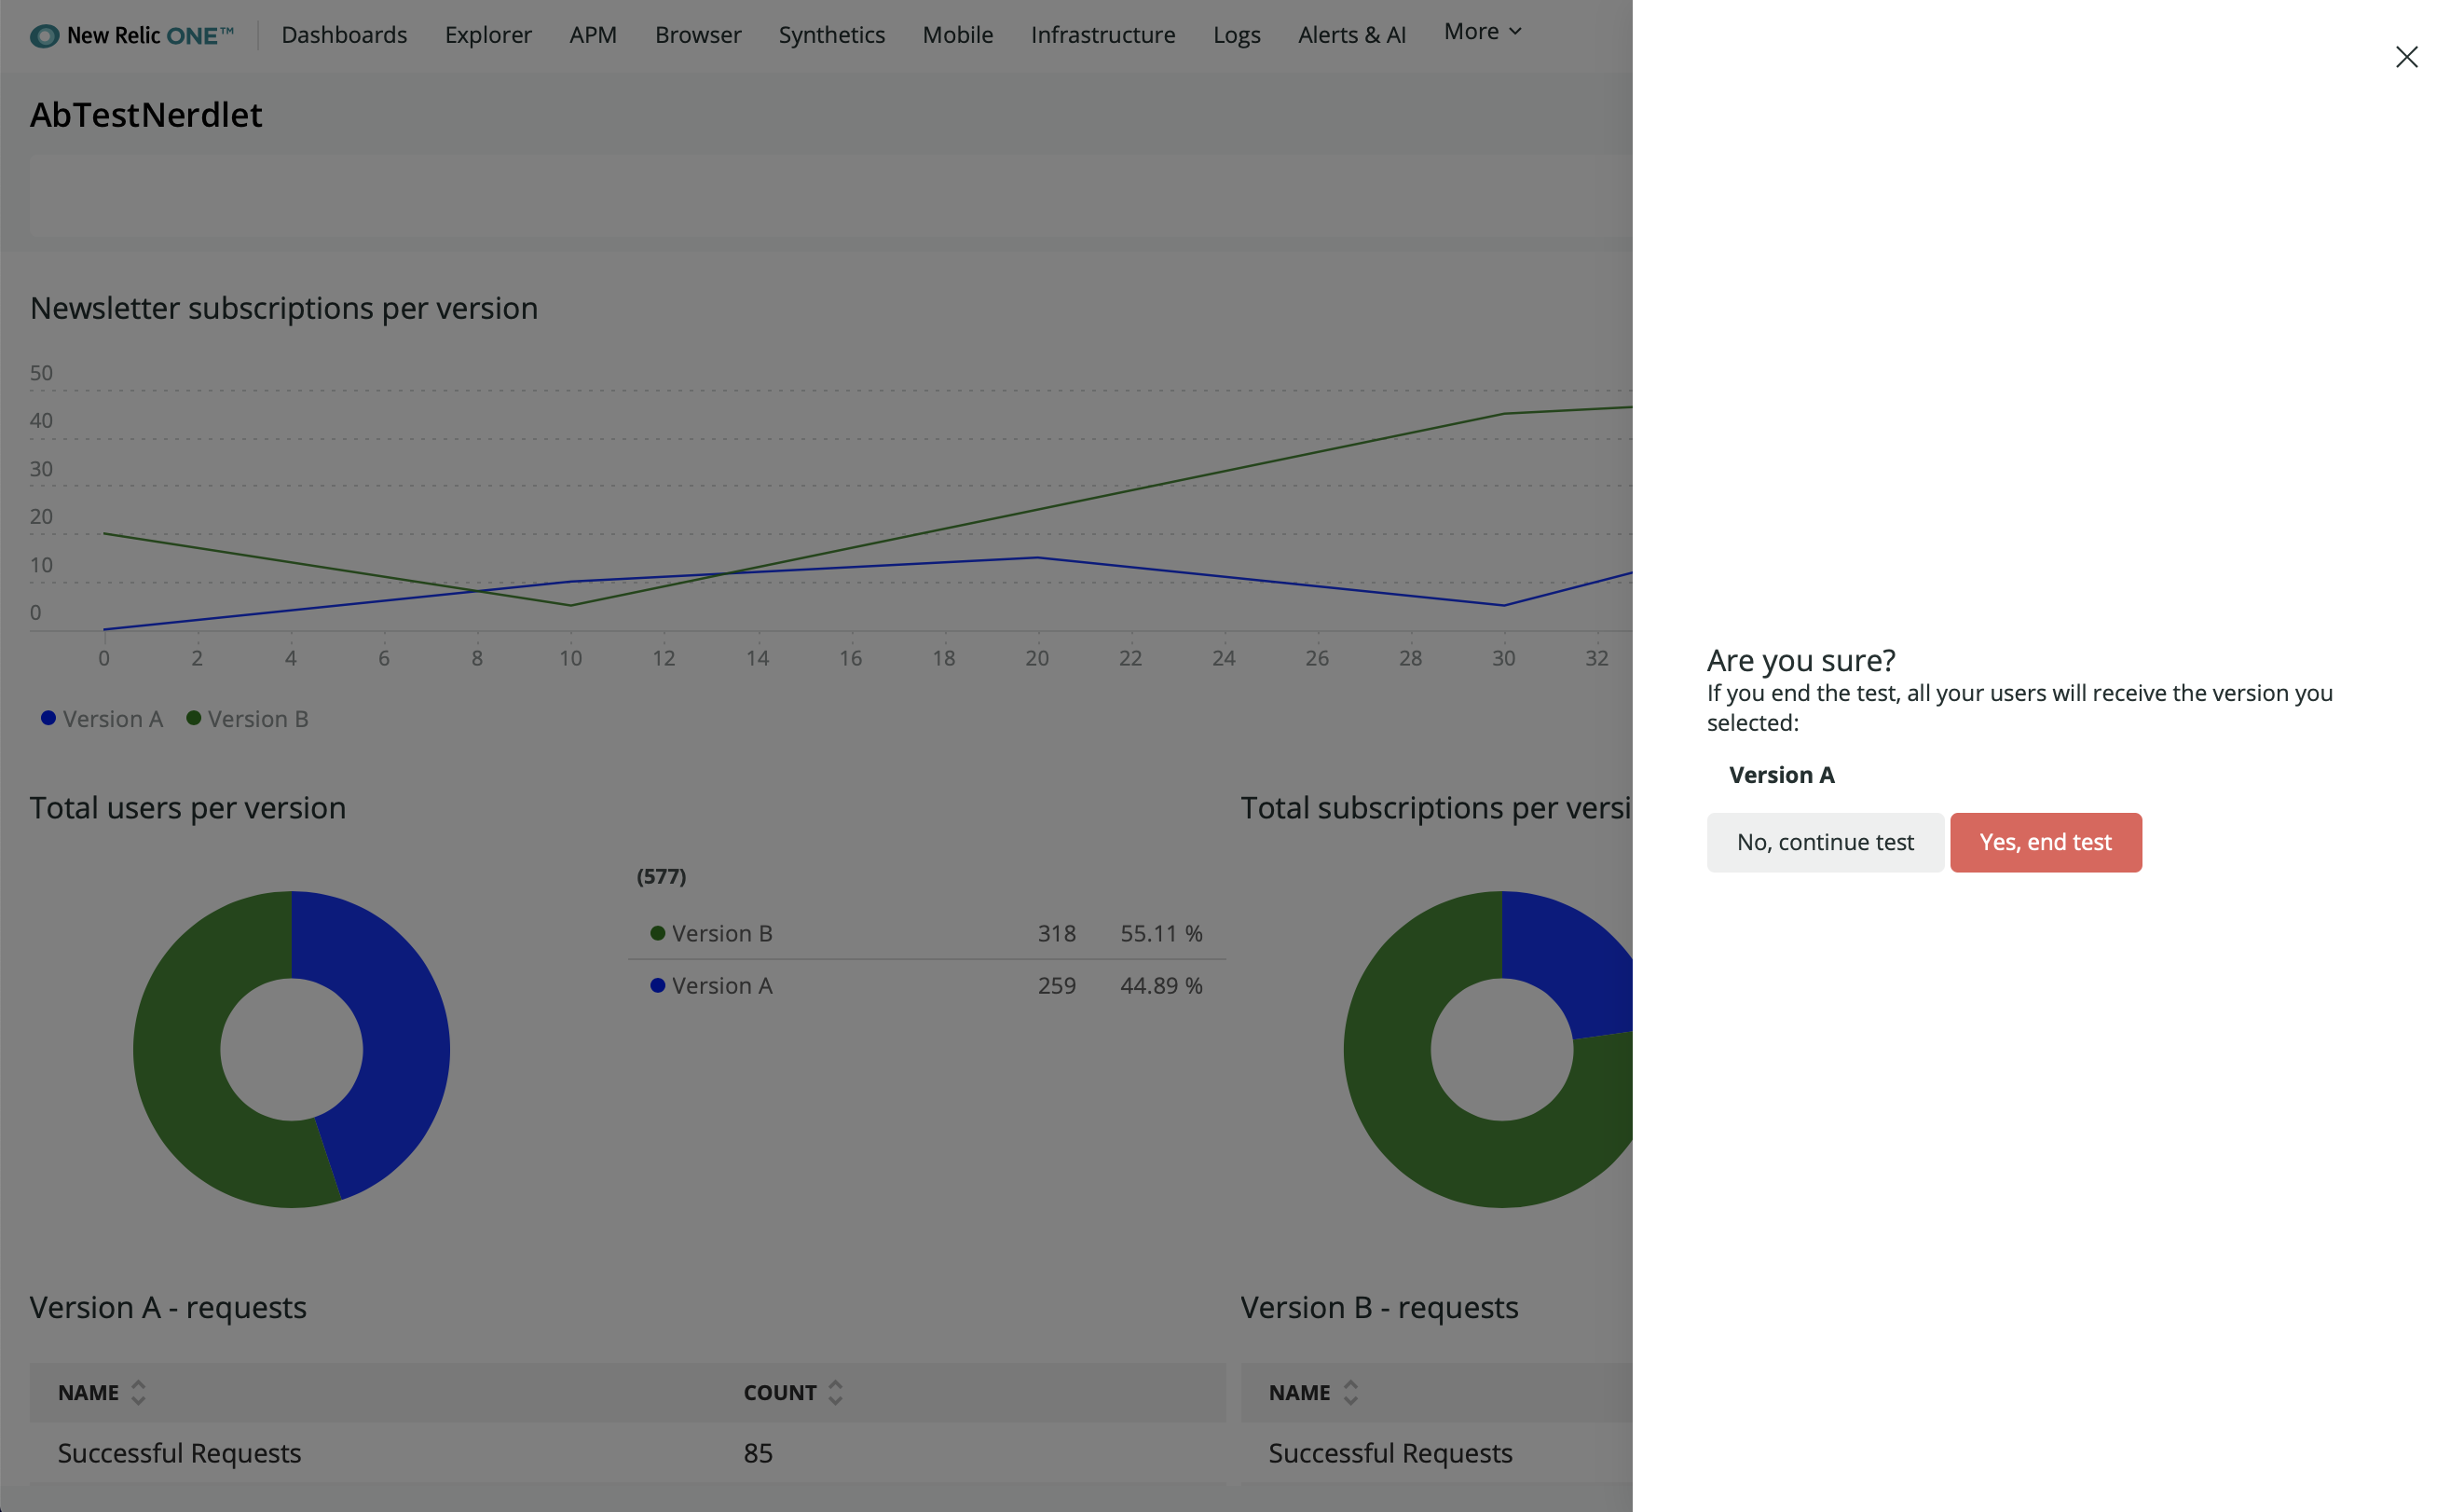 New Relic ONE™ Dashboards Explorer APM Browser Synthetics Mobile Infrastructure Logs Alerts & AI More
AbTestNerdlet
Newsletter subscriptions per version
50
40
30
20
10
0
0 2 4 6 8 10 12 14 16 18 20 22 24 26 28 30 32
Version A Version B
Total users per version
(577)
Version B 318 55.11 %
Version A 259 44.89 %
Total subscriptions per versi
Version A - requests
NAME COUNT
Successful Requests 85
Version B - requests
NAME
Successful Requests
Are you sure?
If you end the test, all your users will receive the version you
selected:
Version A
No, continue test Yes, end test